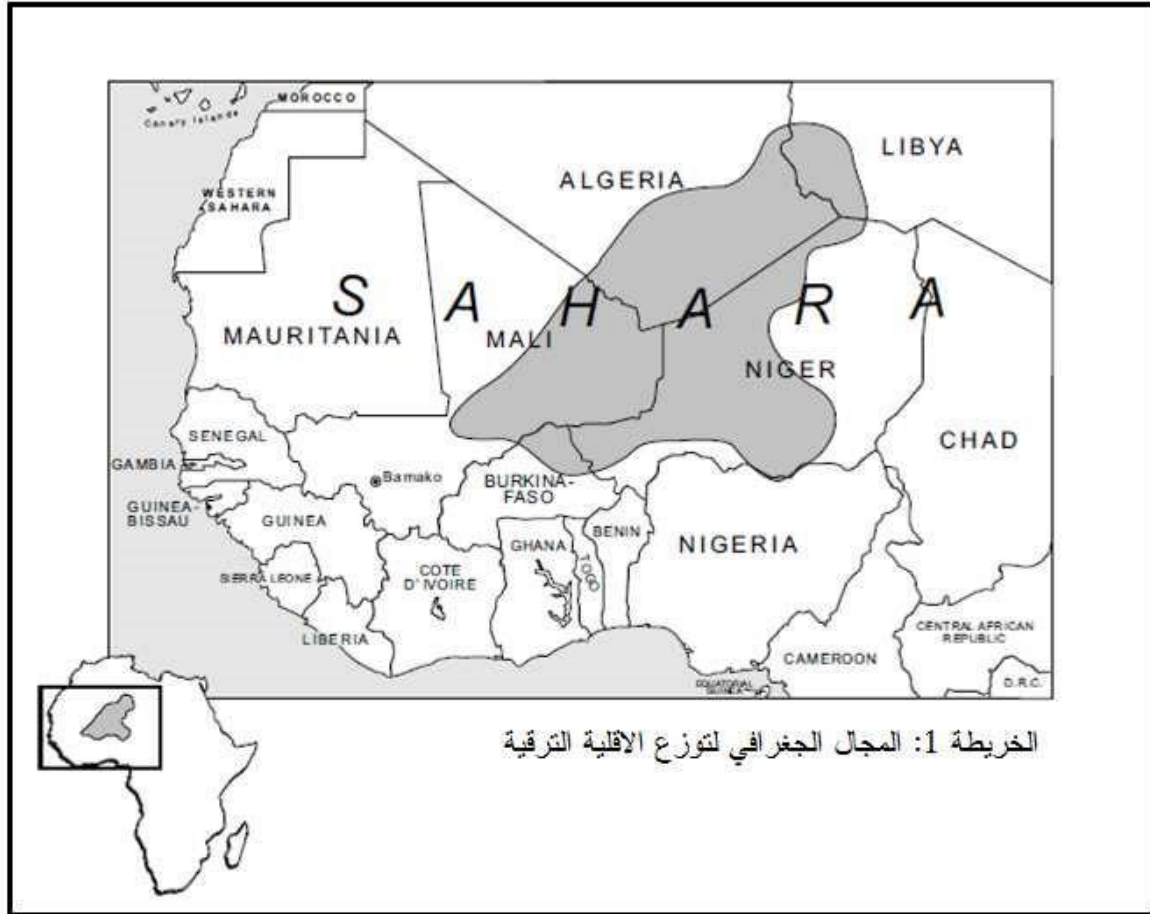 MOROCCO
Canary Islands
LIBYA
ALGERIA
WESTERN
SAHARA
SAHARA
MAURITANIA
MALI
NIGER
CHAD
SENEGAL
GAMBIA
Bamako
BURKINA-
FASO
GUINEA-
BISSAU
GUINEA
BENIN
GHANA
TOGO
NIGERIA
SIERRA LEONE
COTE
D'IVOIRE
LIBERIA
CENTRAL AFRICAN
REPUBLIC
CAMEROON
EQUATORIAL
GUINEA
D.R.C.
الخريطة 1: المجال الجغرافي لتوزع الاقلية الترقية